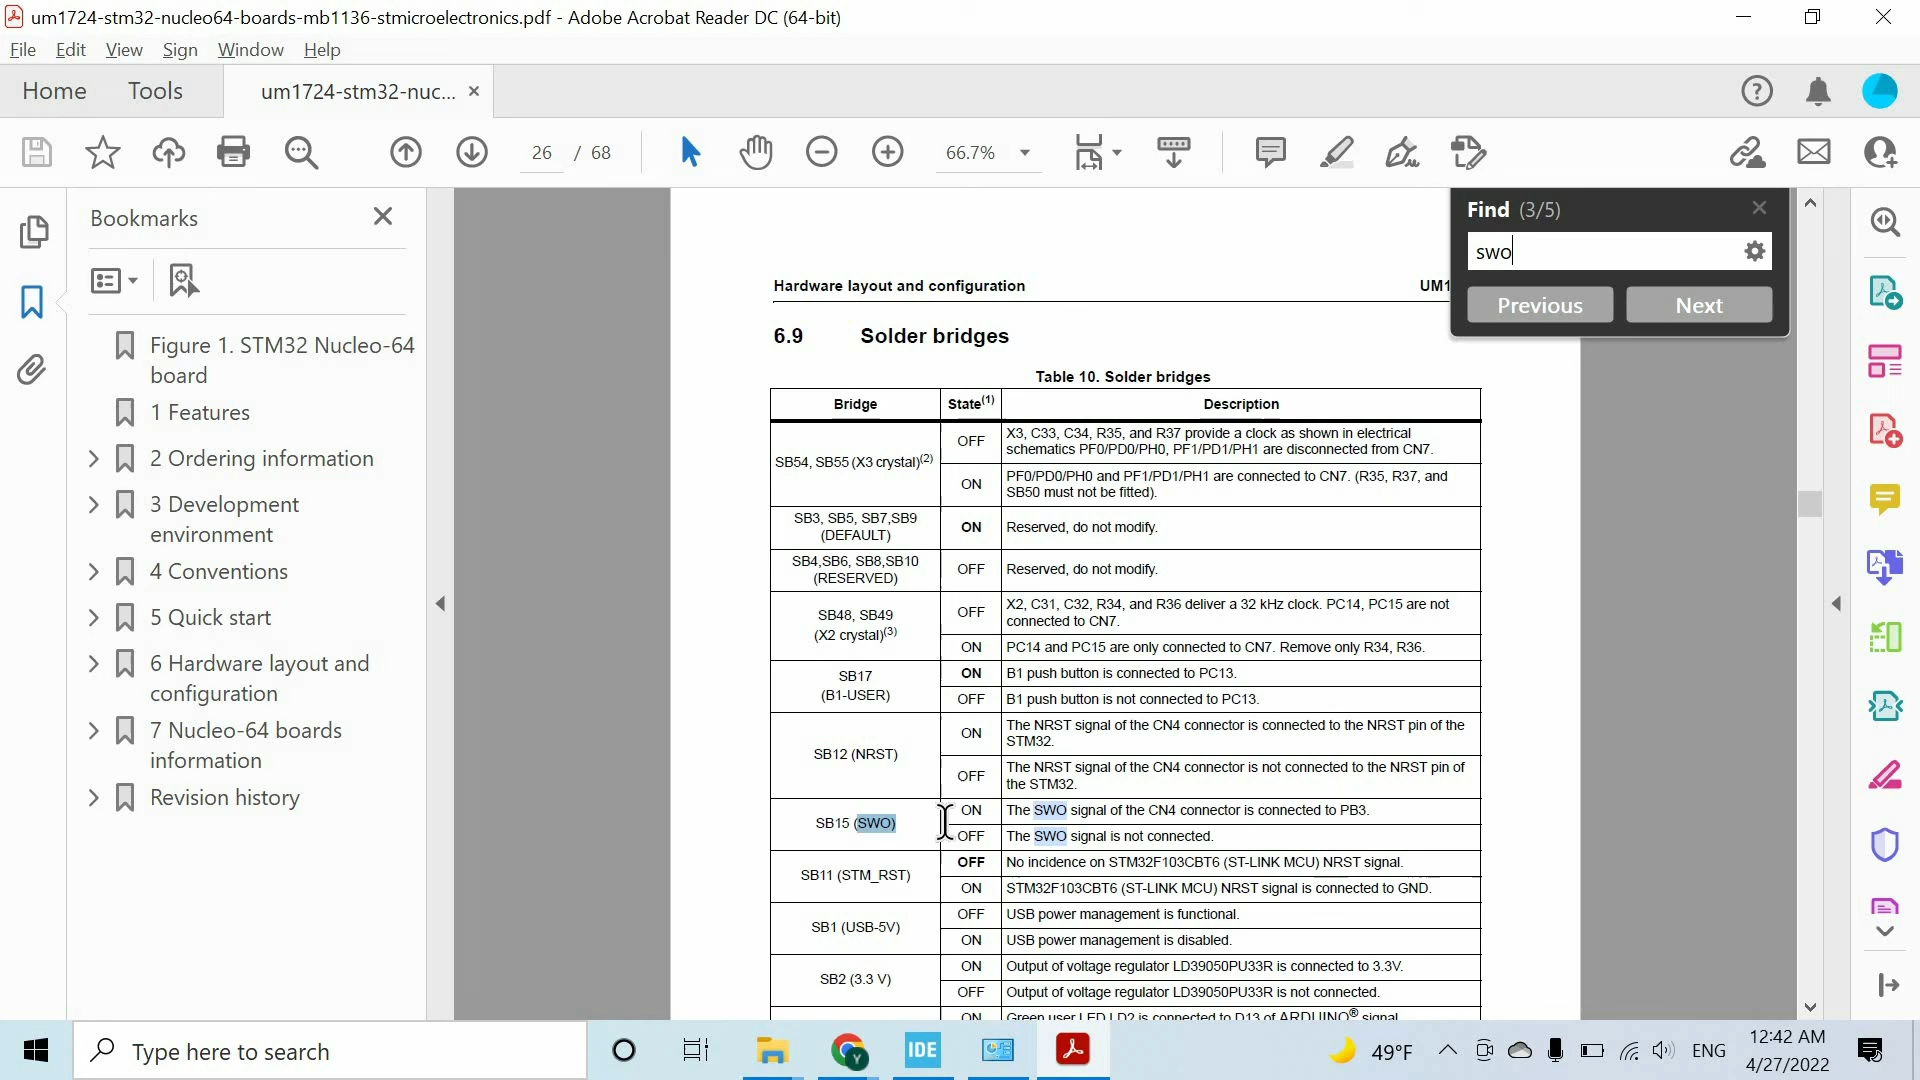 um1724-stm32-nucleo64-boards-mb1136-stmicroelectronics.pdf - Adobe Acrobat Reader DC (64-bit)
File Edit View Sign Window Help
Home Tools um1724-stm32-nuc... ×
26 / 68 66.7%
Bookmarks
Figure 1. STM32 Nucleo-64
board
1 Features
2 Ordering information
3 Development
environment
4 Conventions
5 Quick start
6 Hardware layout and
configuration
7 Nucleo-64 boards
information
Revision history
Find (3/5)
swo
Previous Next
Hardware layout and configuration UM1
6.9 Solder bridges
Table 10. Solder bridges
Bridge State(1) Description
SB54, SB55 (X3 crystal)(2)
OFF X3, C33, C34, R35, and R37 provide a clock as shown in electrical
schematics PF0/PD0/PH0, PF1/PD1/PH1 are disconnected from CN7.
ON PF0/PD0/PH0 and PF1/PD1/PH1 are connected to CN7. (R35, R37, and
SB50 must not be fitted).
SB3, SB5, SB7,SB9
(DEFAULT)
ON Reserved, do not modify.
SB4,SB6, SB8,SB10
(RESERVED)
OFF Reserved, do not modify.
SB48, SB49
(X2 crystal)(3)
OFF X2, C31, C32, R34, and R36 deliver a 32 kHz clock. PC14, PC15 are not
connected to CN7.
ON PC14 and PC15 are only connected to CN7. Remove only R34, R36.
SB17
(B1-USER)
ON B1 push button is connected to PC13.
OFF B1 push button is not connected to PC13.
SB12 (NRST)
ON The NRST signal of the CN4 connector is connected to the NRST pin of the
STM32.
OFF The NRST signal of the CN4 connector is not connected to the NRST pin of
the STM32.
SB15 (SWO)
ON The SWO signal of the CN4 connector is connected to PB3.
OFF The SWO signal is not connected.
SB11 (STM_RST)
OFF No incidence on STM32F103CBT6 (ST-LINK MCU) NRST signal.
ON STM32F103CBT6 (ST-LINK MCU) NRST signal is connected to GND.
SB1 (USB-5V)
OFF USB power management is functional.
ON USB power management is disabled.
SB2 (3.3 V)
ON Output of voltage regulator LD39050PU33R is connected to 3.3V.
OFF Output of voltage regulator LD39050PU33R is not connected.
ON Green user LED LD2 is connected to D13 of ARDUINO® signal.
Type here to search
IDE
Y
49°F
ENG
12:42 AM
4/27/2022